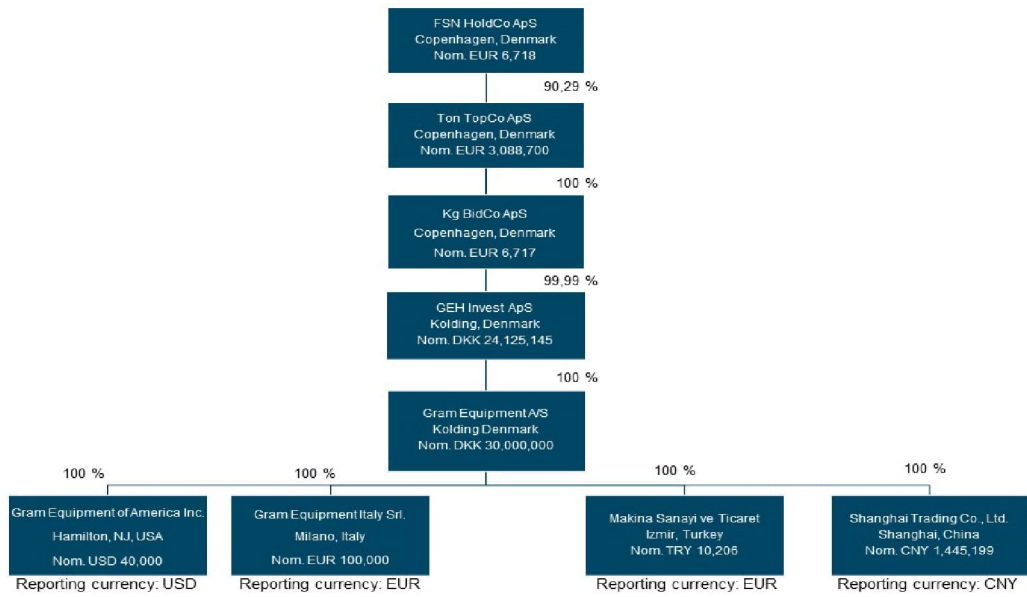 FSN HoldCo ApS
Copenhagen, Denmark
Nom. EUR 6,718
90,29 %
Ton TopCo ApS
Copenhagen, Denmark
Nom. EUR 3,088,700
100 %
Kg BidCo ApS
Copenhagen, Denmark
Nom. EUR 6,717
99,99 %
GEH Invest ApS
Kolding, Denmark
Nom. DKK 24,125,145
100 %
Gram Equipment A/S
Kolding Denmark
Nom. DKK 30,000,000
100 %
100 %
100 %
100 %
Gram Equipment of America Inc.
Hamilton, NJ, USA
Nom. USD 40,000
Reporting currency: USD
Gram Equipment Italy Srl.
Milano, Italy
Nom. EUR 100,000
Reporting currency: EUR
Makina Sanayi ve Ticaret
Izmir, Turkey
Nom. TRY 10,206
Reporting currency: EUR
Shanghai Trading Co., Ltd.
Shanghai, China
Nom. CNY 1,445,199
Reporting currency: CNY